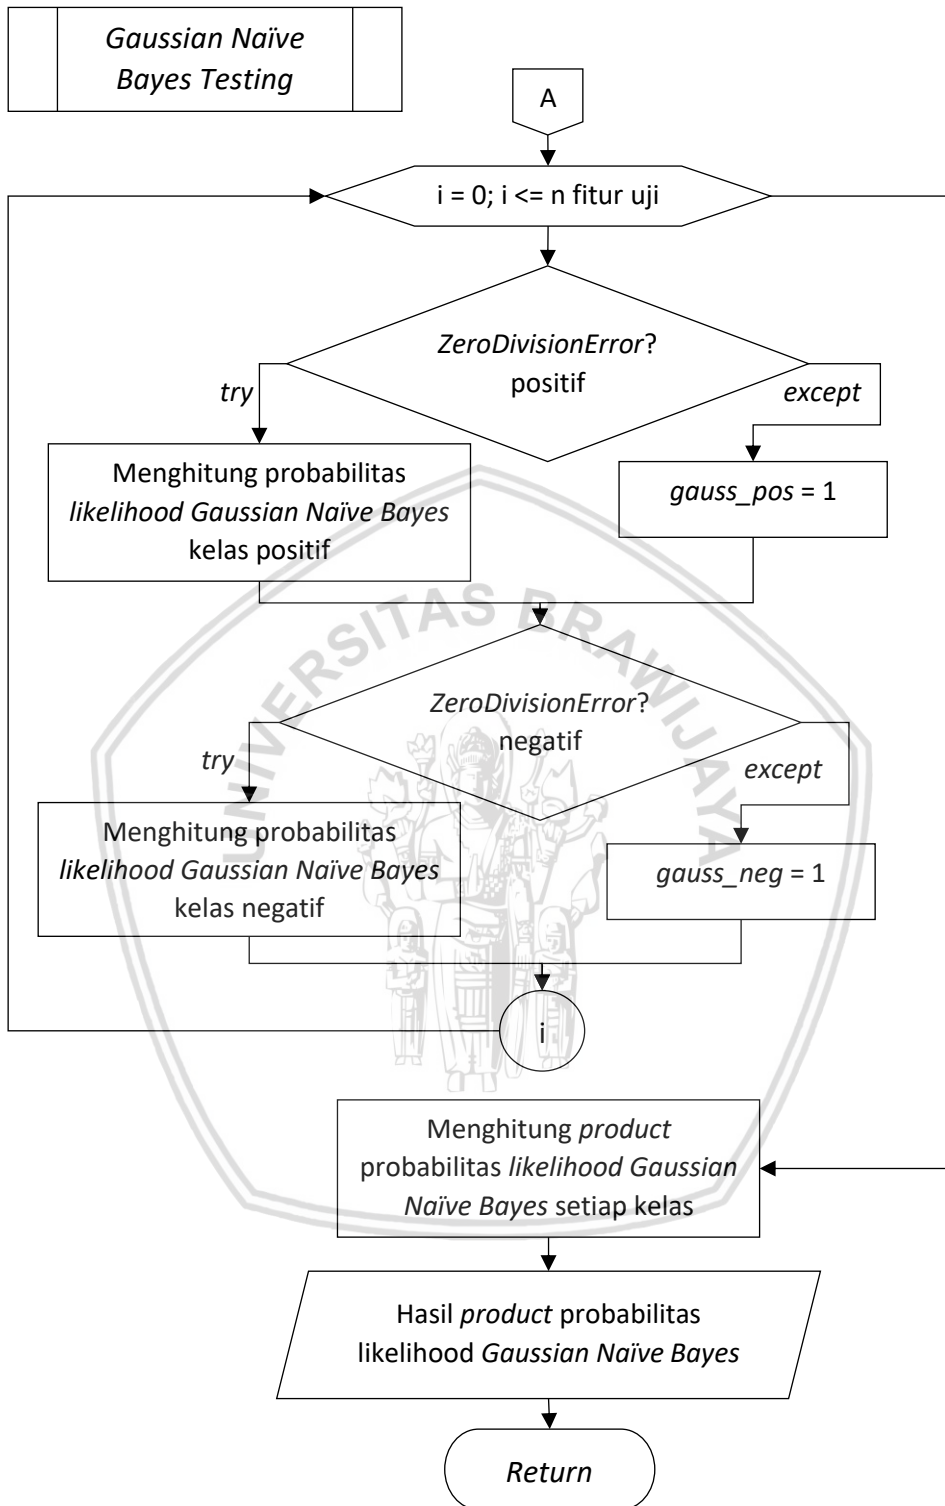 Gaussian Naïve
Bayes Testing
A
i = 0; i <= n fitur uji
ZeroDivisionError?
positif
try
except
Menghitung probabilitas
likelihood Gaussian Naïve Bayes
kelas positif
gauss_pos = 1
UNIVERSITAS BRAWIJAYA
ZeroDivisionError?
negatif
try
except
Menghitung probabilitas
likelihood Gaussian Naïve Bayes
kelas negatif
gauss_neg = 1
i
Menghitung product
probabilitas likelihood Gaussian
Naïve Bayes setiap kelas
Hasil product probabilitas
likelihood Gaussian Naïve Bayes
Return